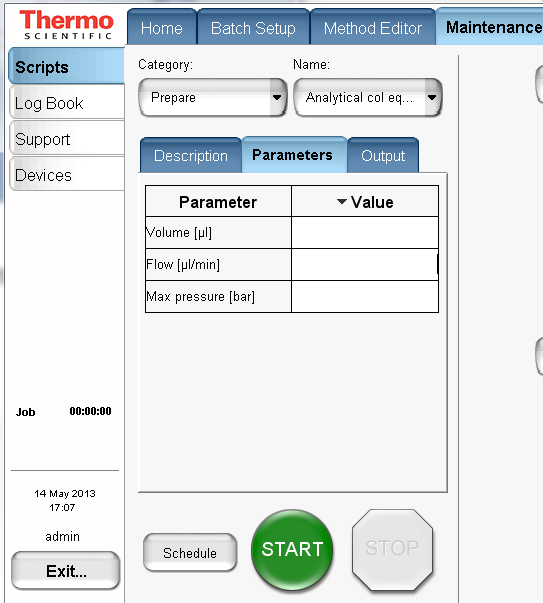 Thermo
SCIENTIFIC
Home
Batch Setup
Method Editor
Maintenance
Scripts
Log Book
Support
Devices
Category:
Name:
Prepare
Analytical col eq...
Description
Parameters
Output
Parameter
Value
Volume [µl]
Flow [µl/min]
Max pressure [bar]
Job 00:00:00
14 May 2013
17:07
admin
Exit...
Schedule
START
STOP